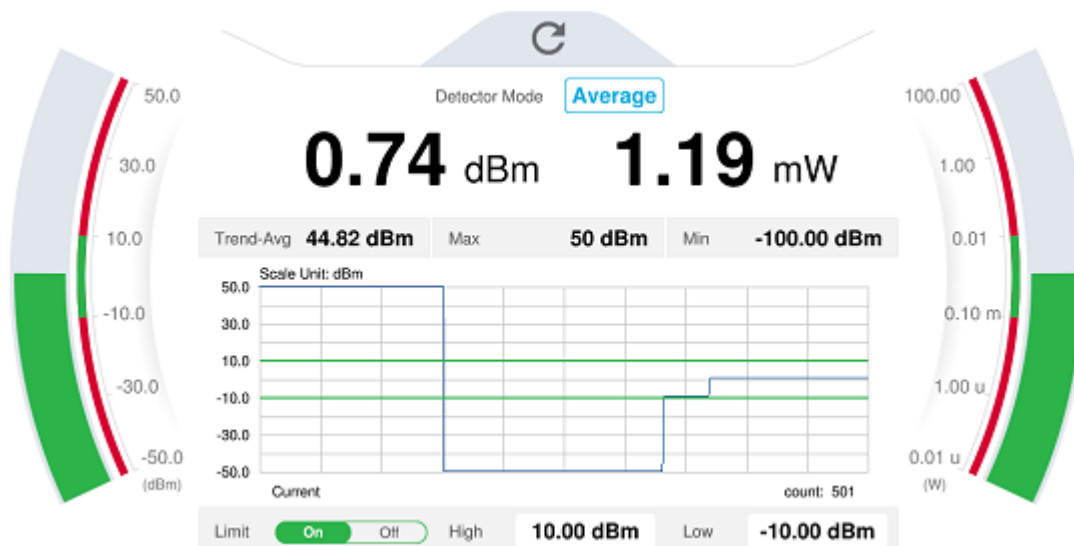 Detector Mode Average
0.74 dBm 1.19 mW
Trend-Avg 44.82 dBm Max 50 dBm Min -100.00 dBm
50.0
30.0
10.0
-10.0
-30.0
-50.0
(dBm)
Scale Unit: dBm
50.0
30.0
10.0
-10.0
-30.0
-50.0
Current count: 501
100.00
1.00
0.01
0.10 m
1.00 u
0.01 u
(W)
Limit On Off High 10.00 dBm Low -10.00 dBm